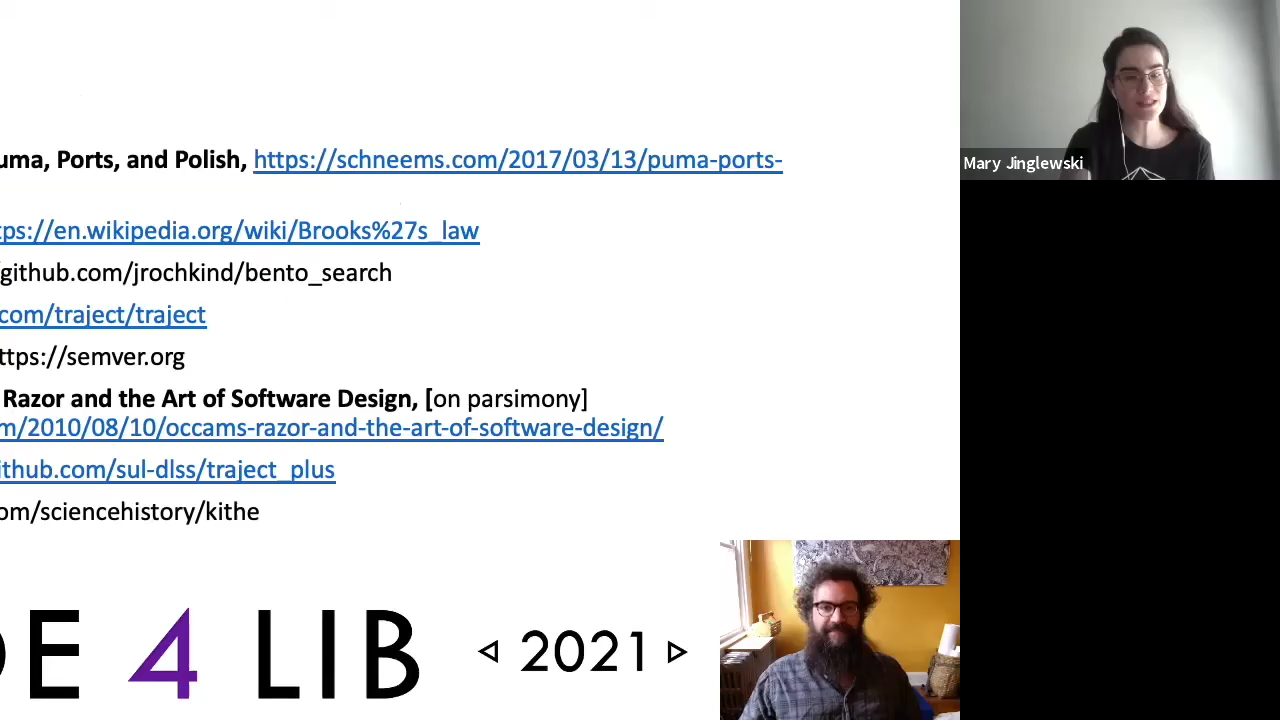 uma, Ports, and Polish, https://schneems.com/2017/03/13/puma-ports-
tps://en.wikipedia.org/wiki/Brooks%27s_law
/github.com/jrochkind/bento_search
.com/traject/traject
ttps://semver.org
Razor and the Art of Software Design, [on parsimony]
m/2010/08/10/occams-razor-and-the-art-of-software-design/
ithub.com/sul-dlss/traject_plus
om/sciencehistory/kithe
DE 4 LIB 2021
Mary Jinglewski